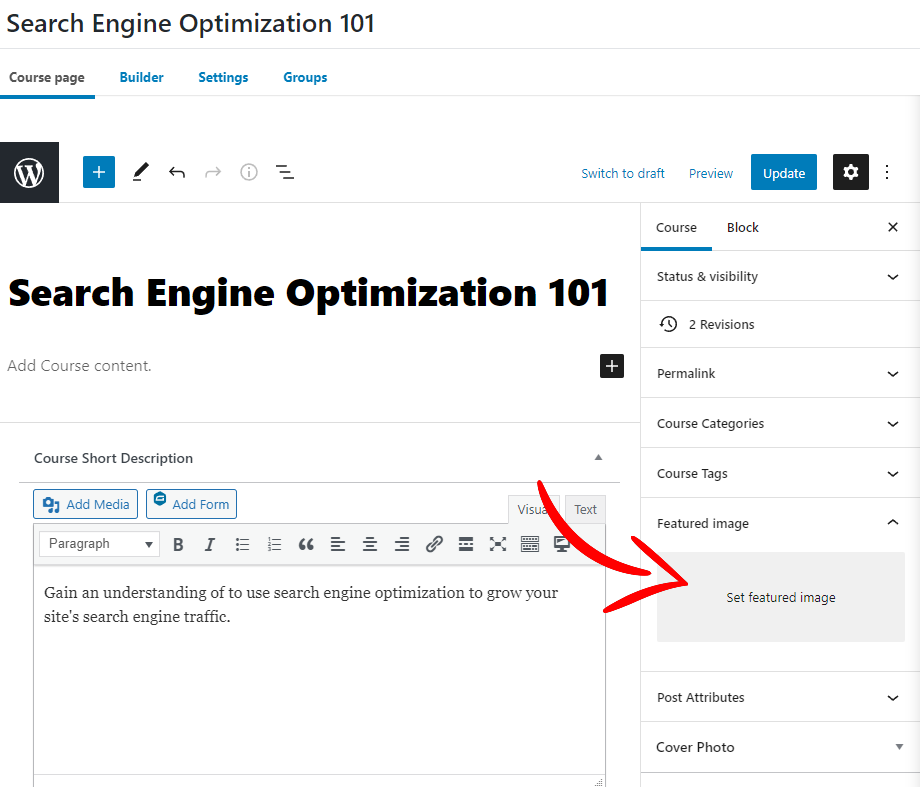 Search Engine Optimization 101
Course page Builder Settings Groups
Switch to draft Preview Update
Course Block
Search Engine Optimization 101
Status & visibility
2 Revisions
Add Course content.
Permalink
Course Categories
Course Short Description
Course Tags
Add Media Add Form
Visual Text
Featured image
Paragraph
Gain an understanding of to use search engine optimization to grow your
site's search engine traffic.
Set featured image
Post Attributes
Cover Photo